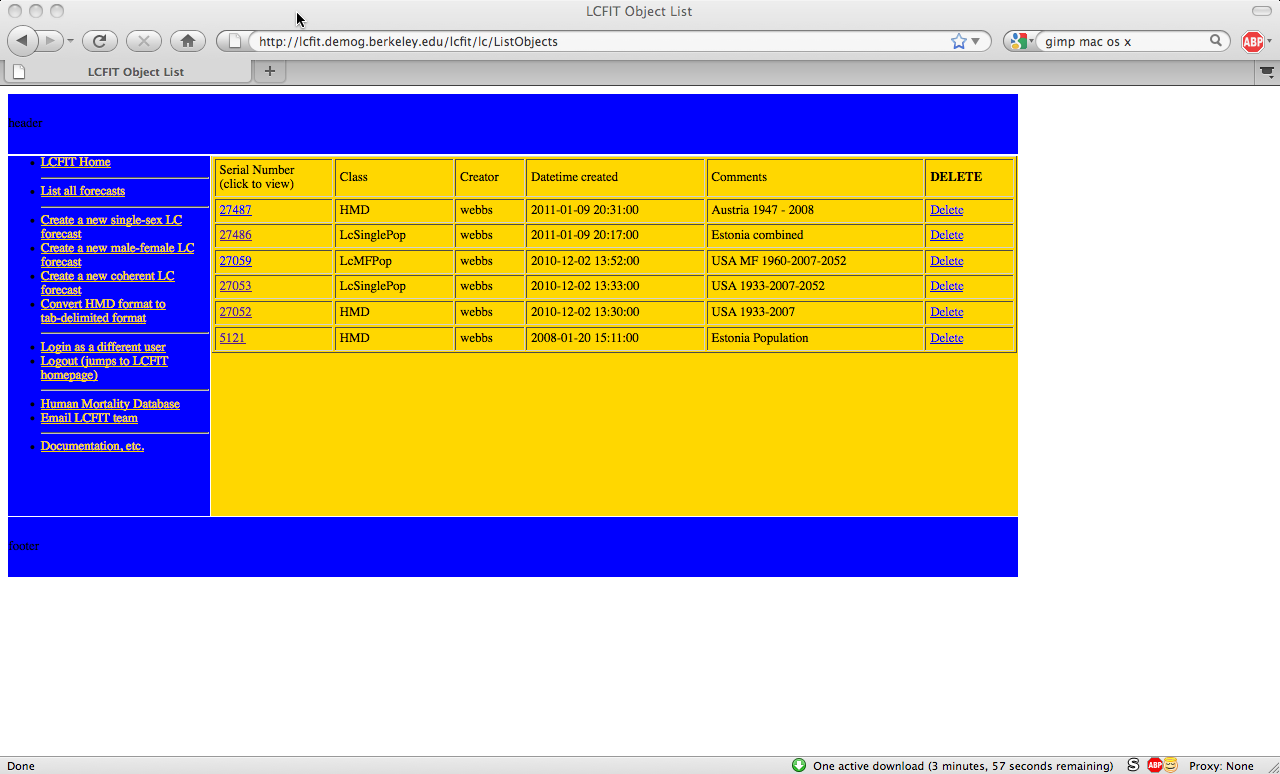 LCFIT Object List
http://lcfit.demog.berkeley.edu/lcfit/lc/ListObjects
gimp mac os x
ABP
LCFIT Object List
header
LCFIT Home
List all forecasts
Create a new single-sex LC
forecast
Create a new male-female LC
forecast
Create a new coherent LC
forecast
Convert HMD format to
tab-delimited format
Login as a different user
Logout (jumps to LCFIT
homepage)
Human Mortality Database
Email LCFIT team
Documentation, etc.
Serial Number
(click to view) Class Creator Datetime created Comments DELETE
27487 HMD webbs 2011-01-09 20:31:00 Austria 1947 - 2008 Delete
27486 LcSinglePop webbs 2011-01-09 20:17:00 Estonia combined Delete
27059 LcMFPop webbs 2010-12-02 13:52:00 USA MF 1960-2007-2052 Delete
27053 LcSinglePop webbs 2010-12-02 13:33:00 USA 1933-2007-2052 Delete
27052 HMD webbs 2010-12-02 13:30:00 USA 1933-2007 Delete
5121 HMD webbs 2008-01-20 15:11:00 Estonia Population Delete
footer
Done One active download (3 minutes, 57 seconds remaining) S ABP Proxy: None